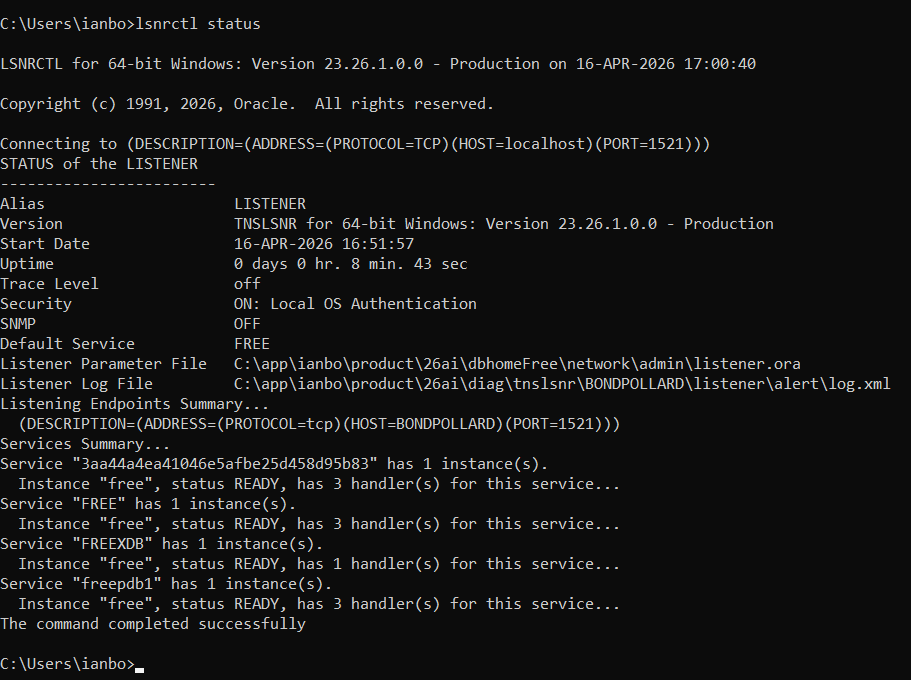 C:\Users\ianbo>lsnrctl status
LSNRCTL for 64-bit Windows: Version 23.26.1.0.0 - Production on 16-APR-2026 17:00:40
Copyright (c) 1991, 2026, Oracle.  All rights reserved.
Connecting to (DESCRIPTION=(ADDRESS=(PROTOCOL=TCP)(HOST=localhost)(PORT=1521)))
STATUS of the LISTENER
------------------------
Alias                     LISTENER
Version                   TNSLSNR for 64-bit Windows: Version 23.26.1.0.0 - Production
Start Date                16-APR-2026 16:51:57
Uptime                    0 days 0 hr. 8 min. 43 sec
Trace Level               off
Security                  ON: Local OS Authentication
SNMP                      OFF
Default Service           FREE
Listener Parameter File   C:\app\ianbo\product\26ai\dbhomeFree\network\admin\listener.ora
Listener Log File         C:\app\ianbo\product\26ai\diag\tnslsnr\BONDPOLLARD\listener\alert\log.xml
Listening Endpoints Summary...
  (DESCRIPTION=(ADDRESS=(PROTOCOL=tcp)(HOST=BONDPOLLARD)(PORT=1521)))
Services Summary...
Service "3aa44a4ea41046e5afbe25d458d95b83" has 1 instance(s).
  Instance "free", status READY, has 3 handler(s) for this service...
Service "FREE" has 1 instance(s).
  Instance "free", status READY, has 3 handler(s) for this service...
Service "FREEXDB" has 1 instance(s).
  Instance "free", status READY, has 1 handler(s) for this service...
Service "freepdb1" has 1 instance(s).
  Instance "free", status READY, has 3 handler(s) for this service...
The command completed successfully
C:\Users\ianbo>